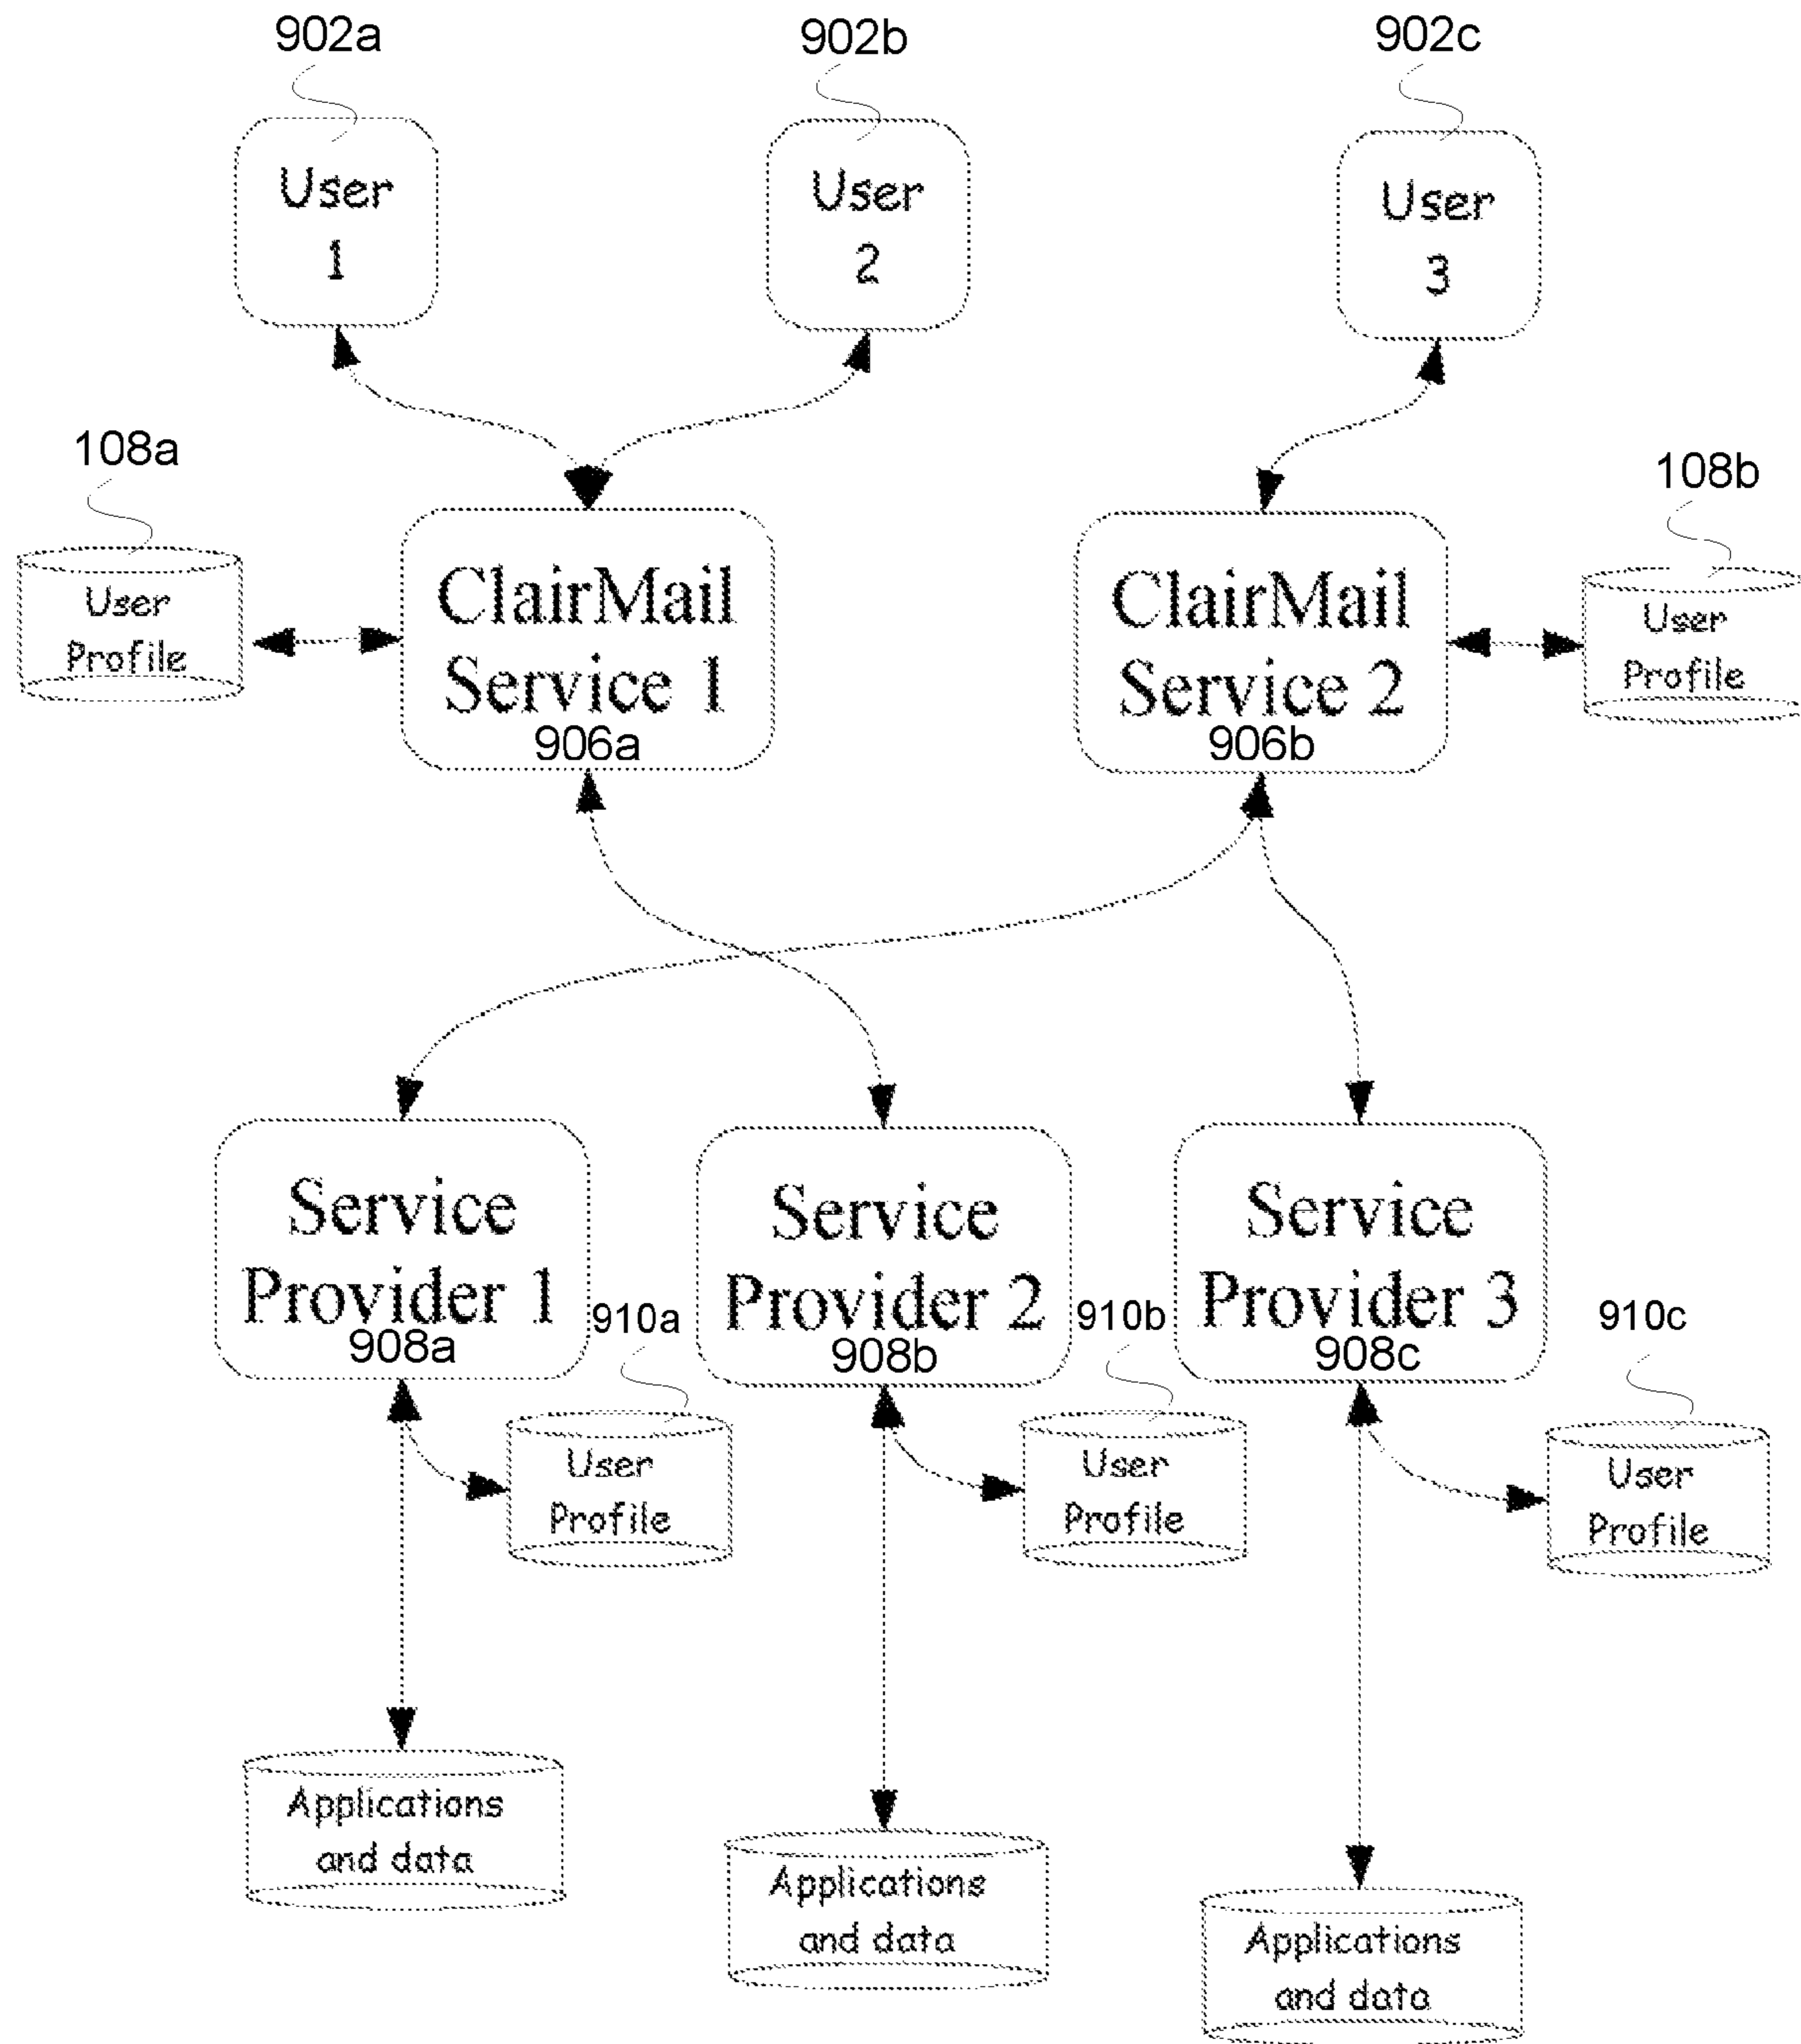 902a
902b
902c
User
1
User
2
User
3
108a
108b
User
Profile
ClairMail
Service 1
906a
ClairMail
Service 2
906b
User
Profile
Service
Provider 1
908a
910a
Service
Provider 2
908b
910b
Service
Provider 3
908c
910c
User
Profile
User
Profile
User
Profile
Applications
and data
Applications
and data
Applications
and data